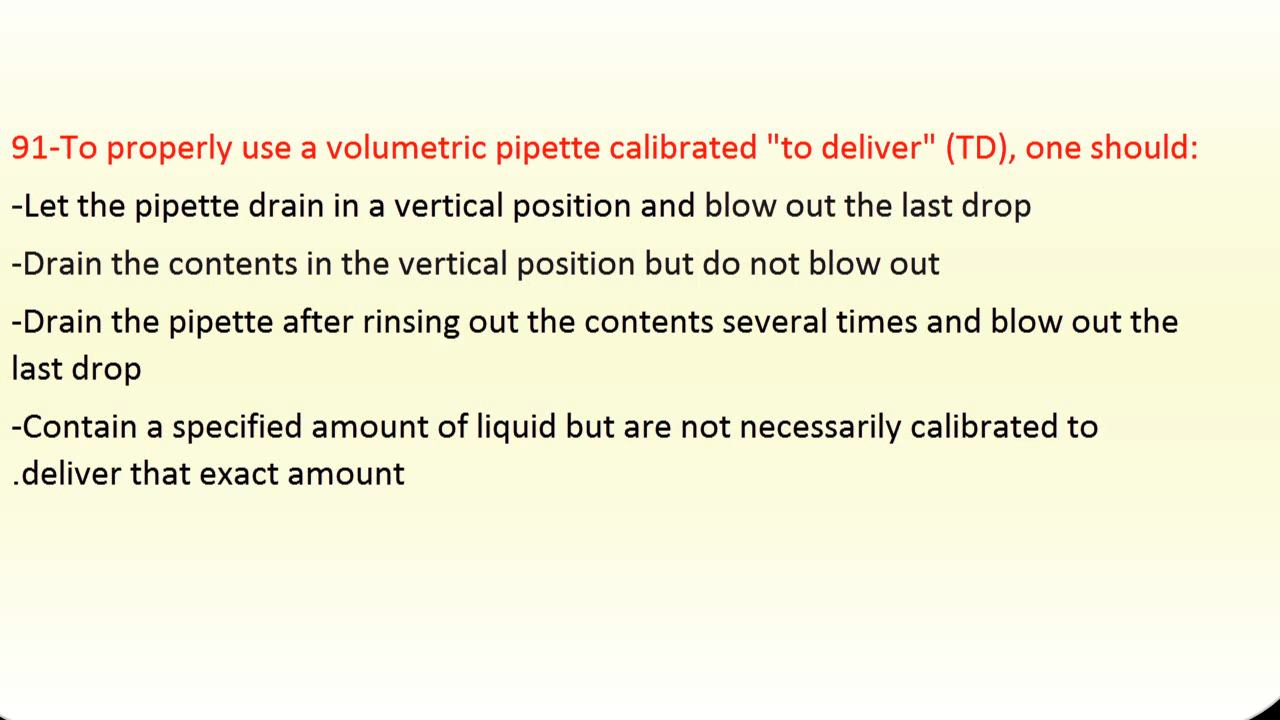 91-To properly use a volumetric pipette calibrated "to deliver" (TD), one should:
-Let the pipette drain in a vertical position and blow out the last drop
-Drain the contents in the vertical position but do not blow out
-Drain the pipette after rinsing out the contents several times and blow out the
last drop
-Contain a specified amount of liquid but are not necessarily calibrated to
.deliver that exact amount